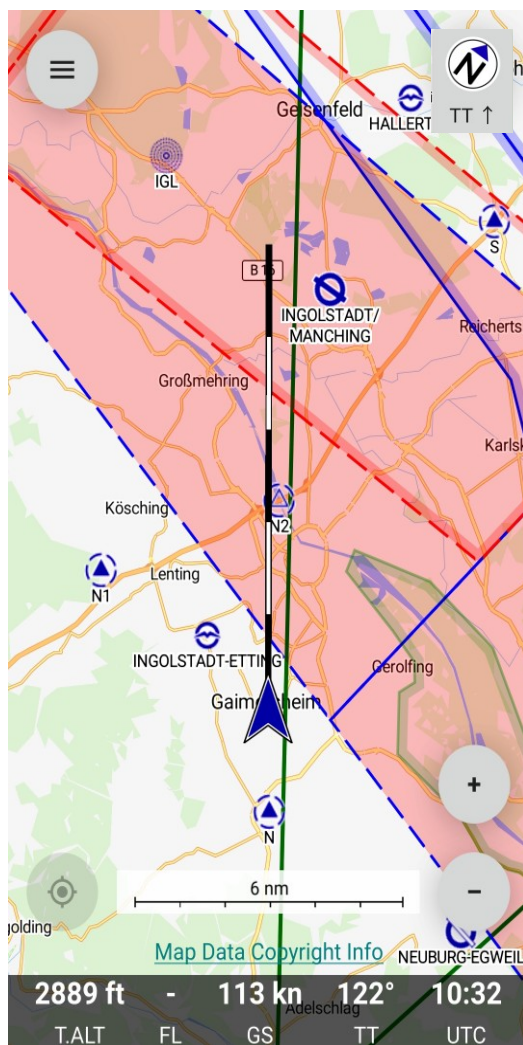 N
TT ↑
Geisenfeld
HALLERT
IGL
S
B 16
INGOLSTADT/
MANCHING
Reicherts
Großmehring
Karlsk
Kösching
N2
N1
Lenting
INGOLSTADT-ETTING
Gerolfing
Gaimersheim
+
N
6 nm
−
golding
Map Data Copyright Info
NEUBURG-EGWEIL
2889 ft - 113 kn 122° 10:32
Adelschlag
T.ALT FL GS TT UTC